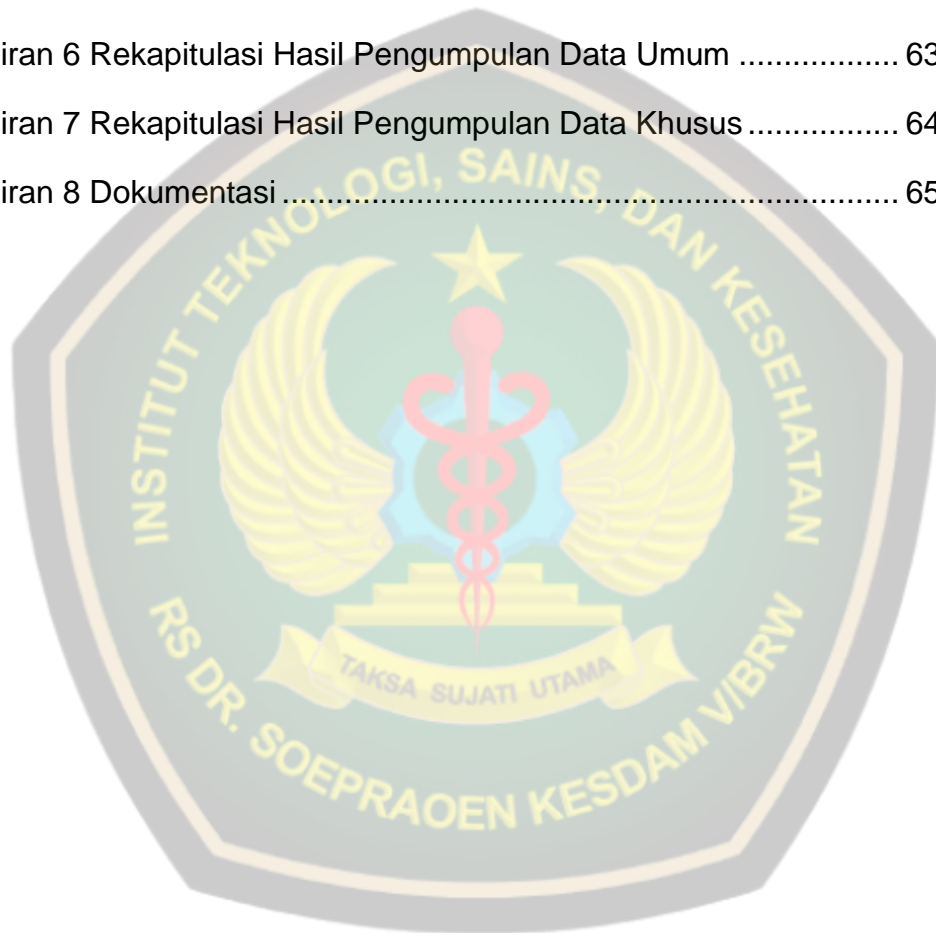 iran 6 Rekapitulasi Hasil Pengumpulan Data Umum .................. 63
iran 7 Rekapitulasi Hasil Pengumpulan Data Khusus ................. 64
iran 8 Dokumentasi ..................................................................... 65
INSTITUT TEKNOLOGI, SAINS, DAN KESEHATAN
TAKSA SUJATI UTAMA
RS DR. SOEPRAOEN KESDAM V/BRW